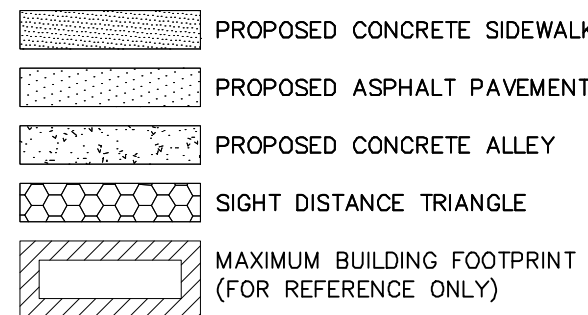 PROPOSED CONCRETE SIDEWALK
PROPOSED ASPHALT PAVEMENT
PROPOSED CONCRETE ALLEY
SIGHT DISTANCE TRIANGLE
MAXIMUM BUILDING FOOTPRINT
(FOR REFERENCE ONLY)